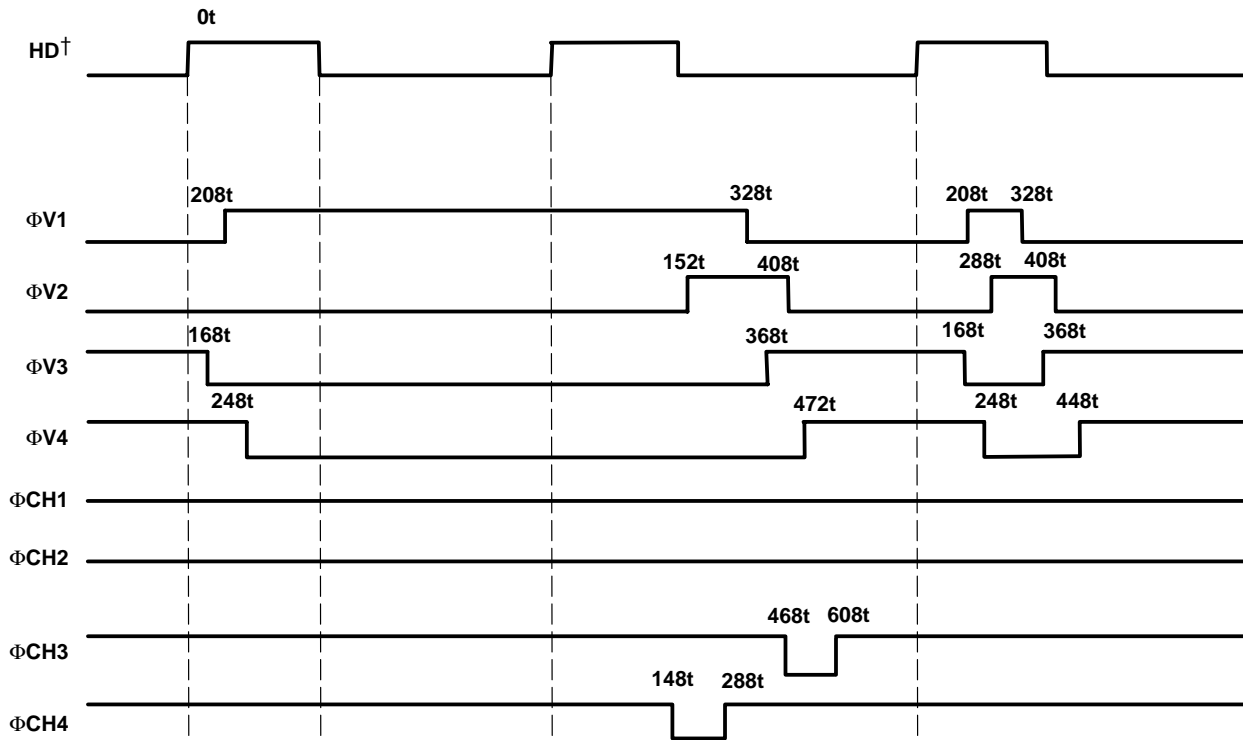 0t
HD†
208t 328t 208t 328t
ΦV1
152t 408t 288t 408t
ΦV2
168t 368t 168t 368t
ΦV3
248t 472t 248t 448t
ΦV4
ΦCH1
ΦCH2
468t 608t
ΦCH3
148t 288t
ΦCH4